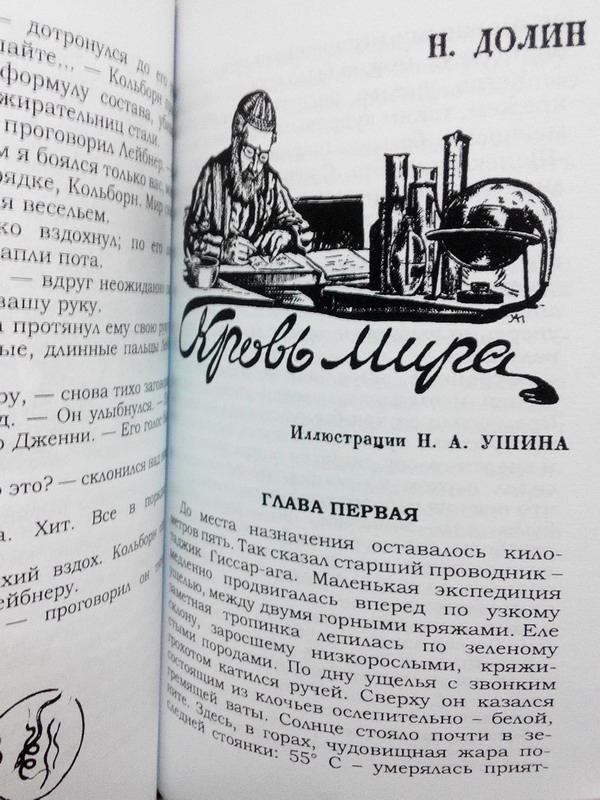 — дотронулся до его
Кольборн
формулу состава,
жирательниц стали.
проговорил Лейбнер.
м я боялся только вас,
рядке, Кольборн. Мир
я весельем.
ко вздохнул; по его
апли пота.
— вдруг неожиданно
вашу руку.
протянул ему свою
ые, длинные пальцы
ру, — снова тихо
д. — Он улыбнулся. —
о Дженни. — Его голос
о это? — склонился над
а. Хит. Все в
хий вздох. Кольборн
ейбнеру.
— проговорил он
Н. ДОЛИН
Кровь Мира
Иллюстрации Н. А. УШИНА
ГЛАВА ПЕРВАЯ
До места назначения оставалось кило-
метров пять. Так сказал старший проводник –
таджик Гиссар-ага. Маленькая экспедиция
медленно продвигалась вперед по узкому
ущелью, между двумя горными кряжами. Еле
заметная тропинка лепилась по зеленому
склону, заросшему низкорослыми, кряжи-
стыми породами. По дну ущелья с звонким
грохотом катился ручей. Сверху он казался
состоящим из клочьев ослепительно – белой,
гремящей ваты. Солнце стояло почти в зе-
ните. Здесь, в горах, чудовищная жара по-
следней стоянки: 55° С – умерялась прият-